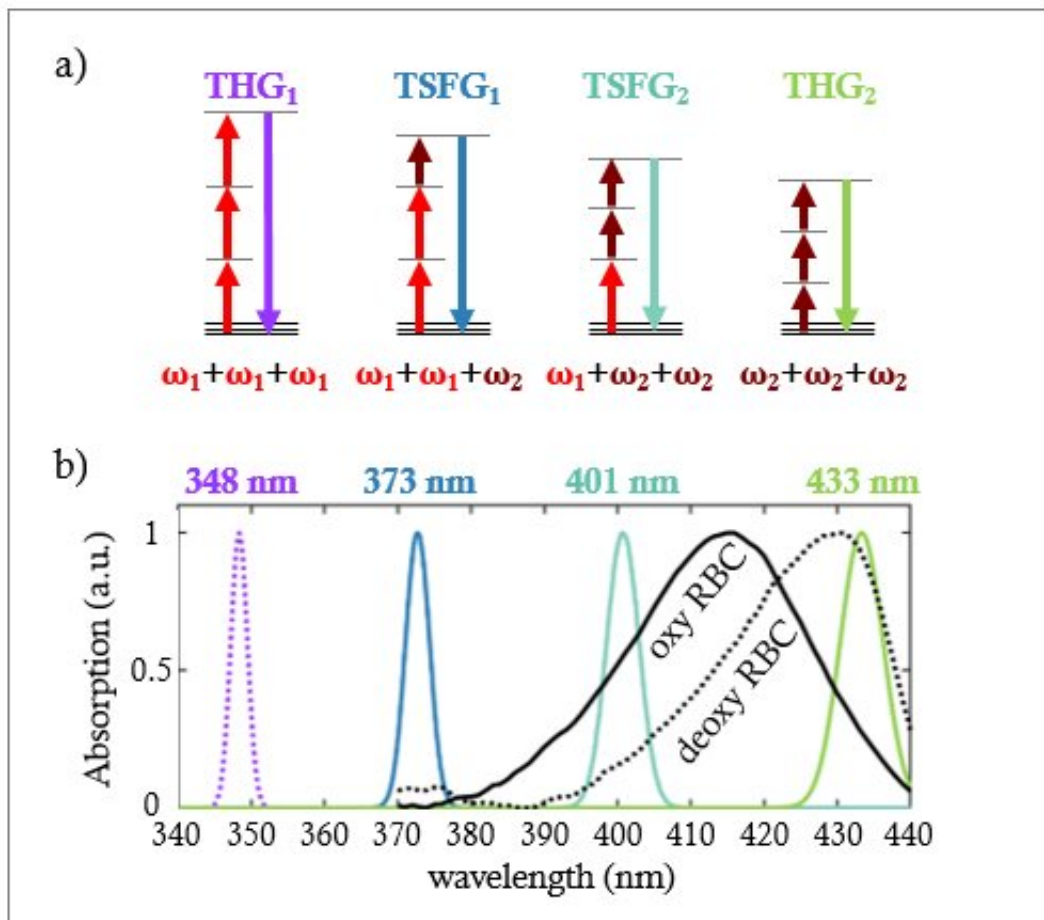 a)
THG₁ TSFG₁ TSFG₂ THG₂
ω₁+ω₁+ω₁ ω₁+ω₁+ω₂ ω₁+ω₂+ω₂ ω₂+ω₂+ω₂
b)
348 nm 373 nm 401 nm 433 nm
Absorption (a.u.)
1
0.5
0
oxy RBC
deoxy RBC
340 350 360 370 380 390 400 410 420 430 440
wavelength (nm)